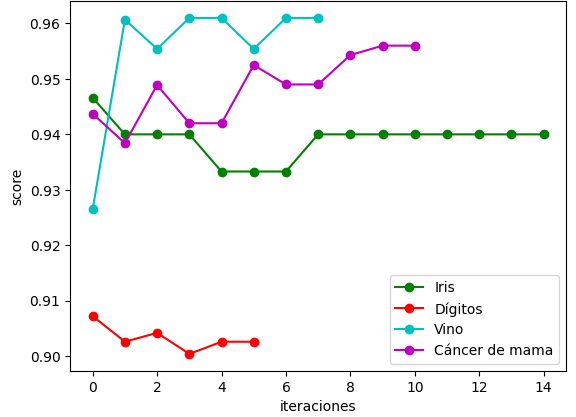 0.96
0.95
0.94
0.93
0.92
0.91
0.90
score
0 2 4 6 8 10 12 14
iteraciones
Iris
Dígitos
Vino
Cáncer de mama